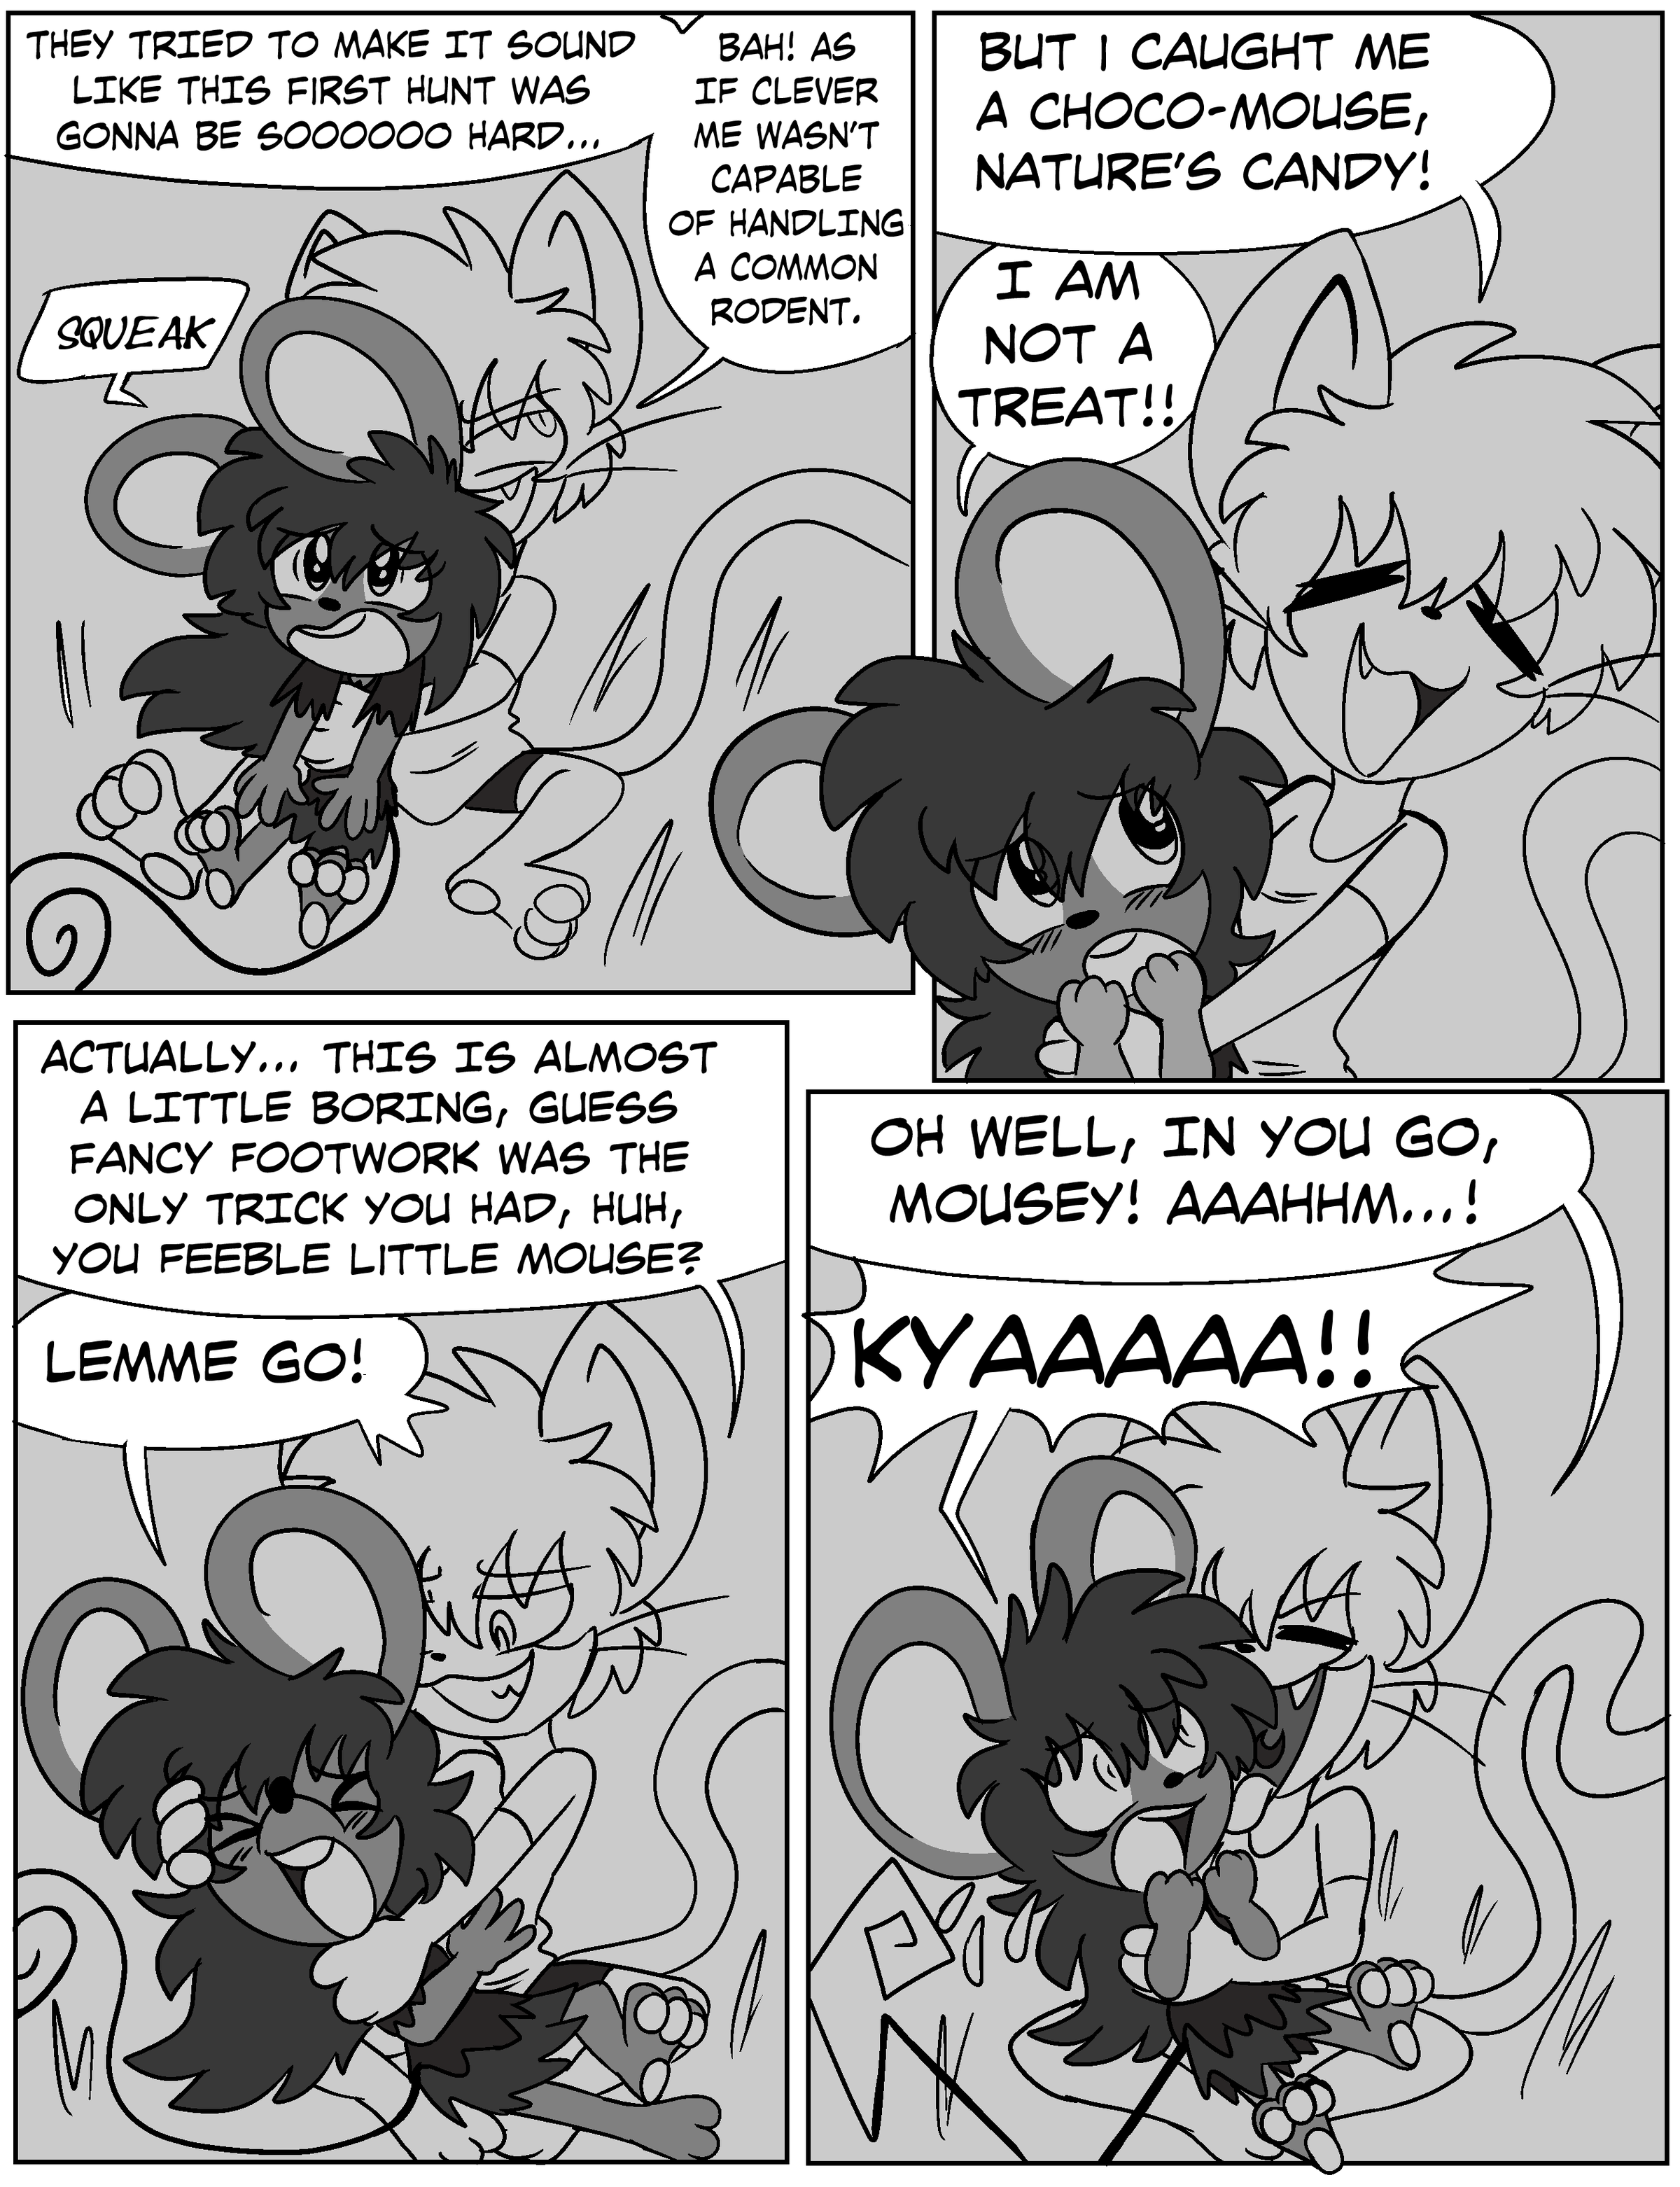 THEY TRIED TO MAKE IT SOUND
LIKE THIS FIRST HUNT WAS
GONNA BE SOOOOOO HARD...
BAH! AS
IF CLEVER
ME WASN'T
CAPABLE
OF HANDLING
A COMMON
RODENT.
SQUEAK
BUT I CAUGHT ME
A CHOCO-MOUSE,
NATURE'S CANDY!
I AM
NOT A
TREAT!!
ACTUALLY... THIS IS ALMOST
A LITTLE BORING, GUESS
FANCY FOOTWORK WAS THE
ONLY TRICK YOU HAD, HUH,
YOU FEEBLE LITTLE MOUSE?
LEMME GO!
OH WELL, IN YOU GO,
MOUSEY! AAAHHM...!
KYAAAAA!!